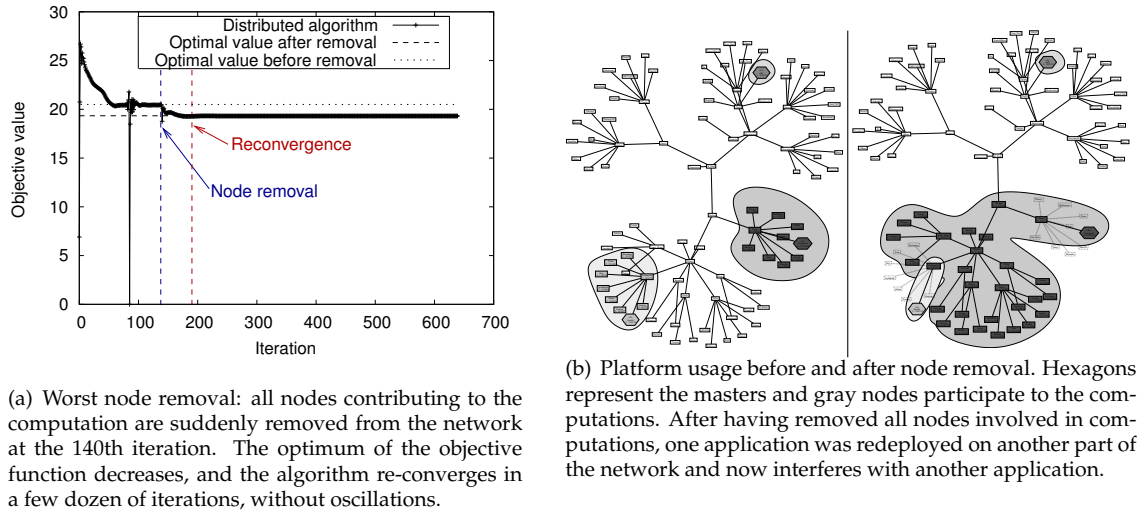 Distributed algorithm
Optimal value after removal
Optimal value before removal
30
25
20
15
10
5
0
Objective value
Reconvergence
Node removal
0 100 200 300 400 500 600 700
Iteration
(a) Worst node removal: all nodes contributing to the
computation are suddenly removed from the network
at the 140th iteration. The optimum of the objective
function decreases, and the algorithm re-converges in
a few dozen of iterations, without oscillations.
(b) Platform usage before and after node removal. Hexagons
represent the masters and gray nodes participate to the com-
putations. After having removed all nodes involved in com-
putations, one application was redeployed on another part of
the network and now interferes with another application.